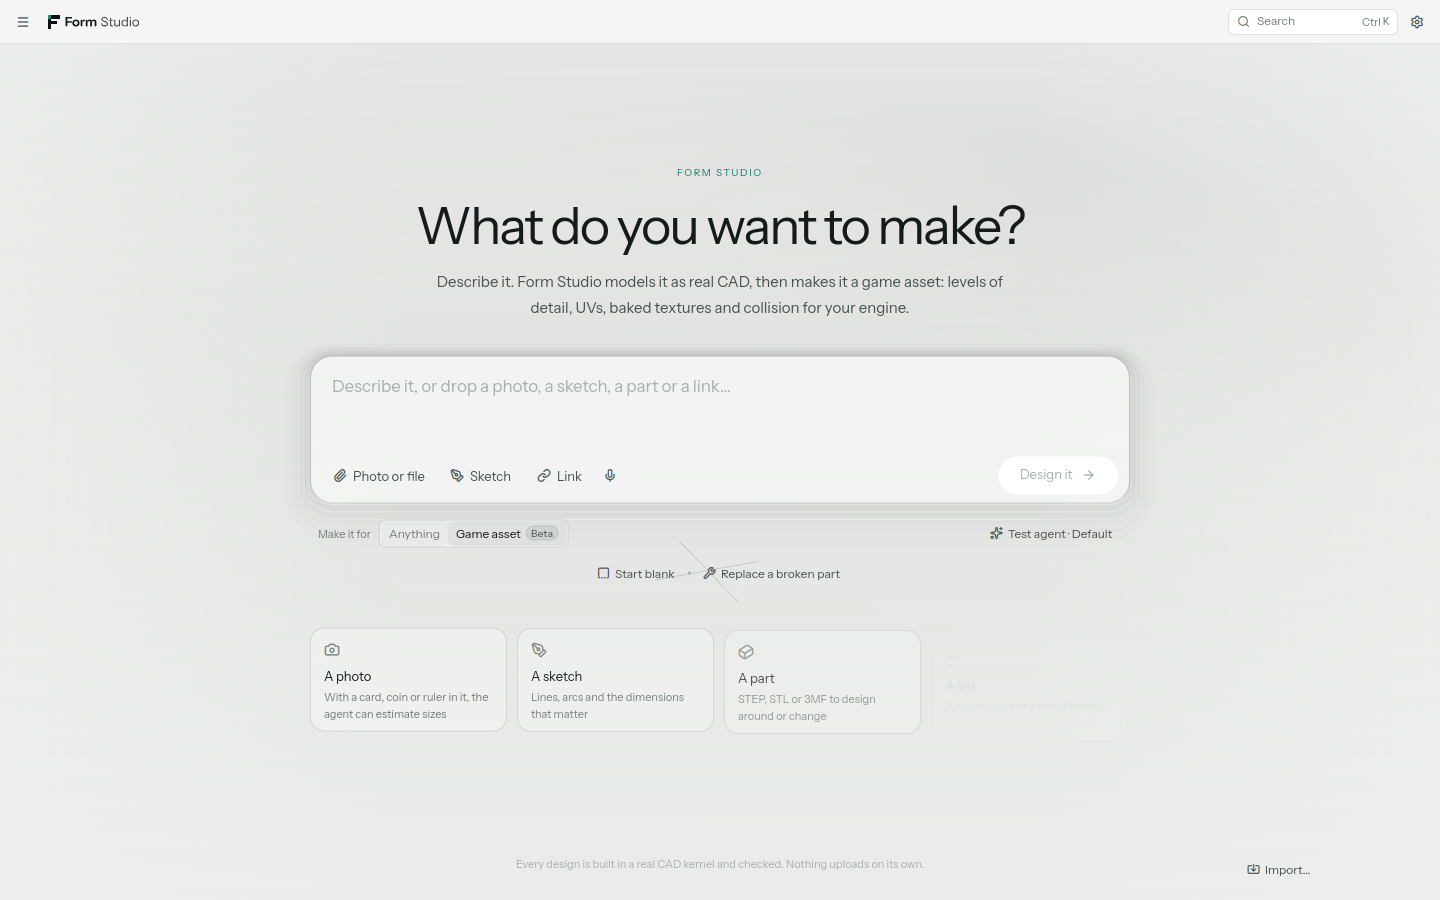 Form Studio
Search
Ctrl K
FORM STUDIO
What do you want to make?
Describe it. Form Studio models it as real CAD, then makes it a game asset: levels of
detail, UVs, baked textures and collision for your engine.
Describe it, or drop a photo, a sketch, a part or a link...
Photo or file
Sketch
Link
Design it
Make it for
Anything
Game asset
Beta
Test agent · Default
Start blank
Replace a broken part
A photo
With a card, coin or ruler in it, the
agent can estimate sizes
A sketch
Lines, arcs and the dimensions
that matter
A part
STEP, STL or 3MF to design
around or change
A link
A model page or a direct file link
Every design is built in a real CAD kernel and checked. Nothing uploads on its own.
Import...